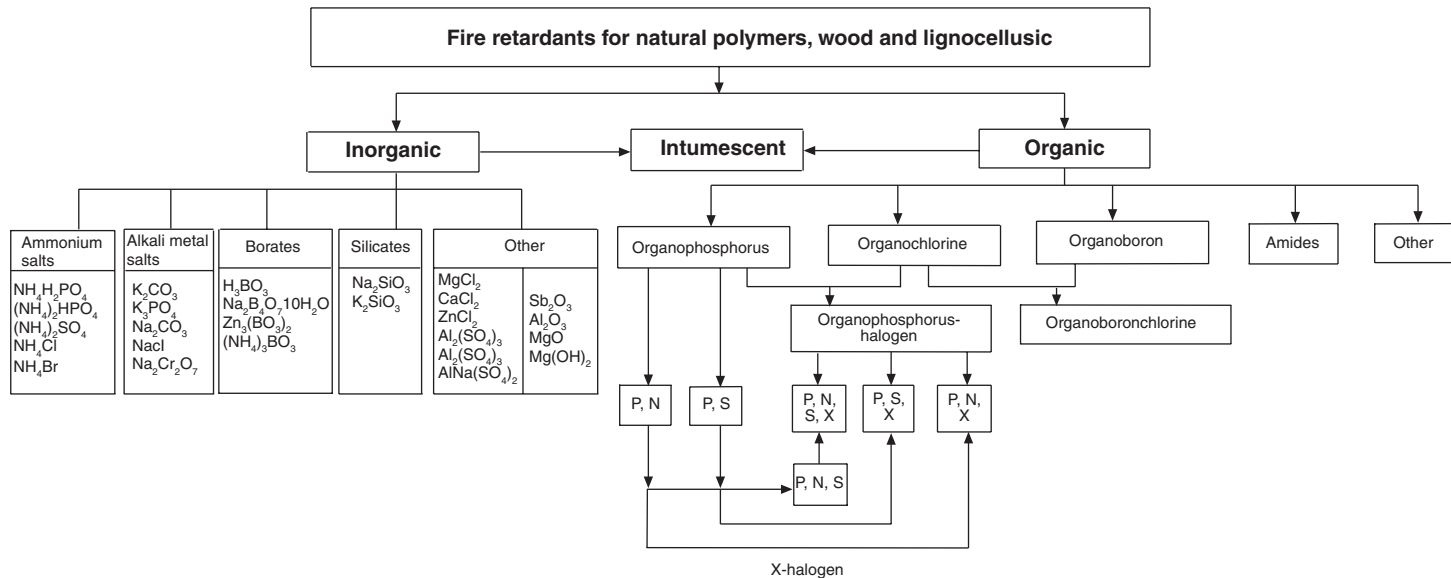 Fire retardants for natural polymers, wood and lignocellusic
Inorganic
Intumescent
Organic
Ammonium
salts
NH₄H₂PO₄
(NH₄)₂HPO₄
(NH₄)₂SO₄
NH₄Cl
NH₄Br
Alkali metal
salts
K₂CO₃
K₃PO₄
Na₂CO₃
NacI
Na₂Cr₂O₇
Borates
H₃BO₃
Na₂B₄O₇10H₂O
Zn₃(BO₃)₂
(NH₄)₃BO₃
Silicates
Na₂SiO₃
K₂SiO₃
Other
MgCl₂
CaCl₂
ZnCl₂
Al₂(SO₄)₃
Al₂(SO₄)₃
AlNa(SO₄)₂
Sb₂O₃
Al₂O₃
MgO
Mg(OH)₂
Organophosphorus
Organochlorine
Organoboron
Amides
Other
Organophosphorus-
halogen
Organoboronchlorine
P, N
P, S
P, N,
S, X
P, S,
X
P, N,
X
P, N, S
X-halogen